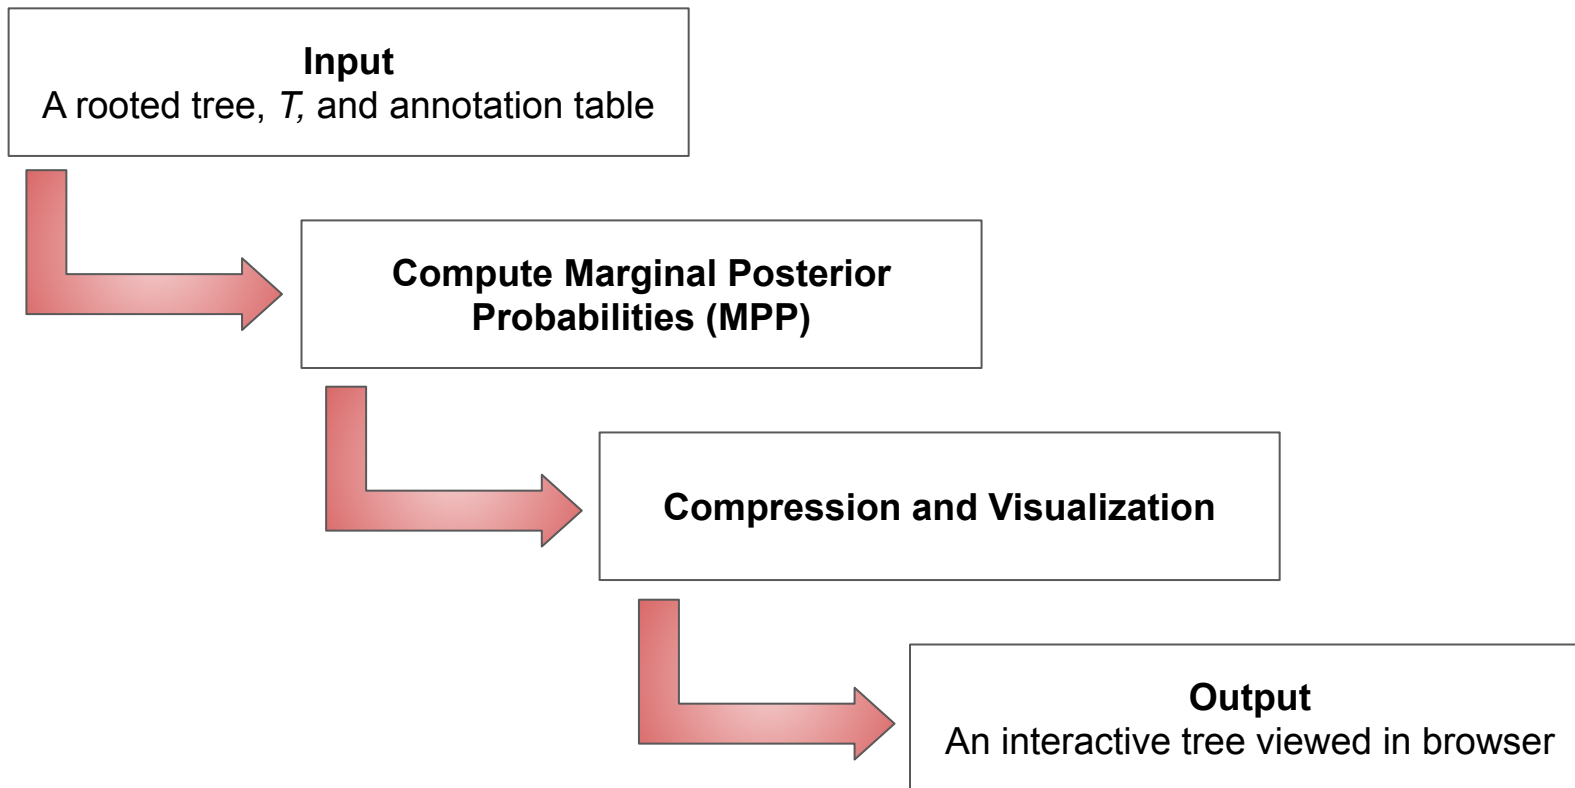 Input
A rooted tree, T, and annotation table
Compute Marginal Posterior
Probabilities (MPP)
Compression and Visualization
Output
An interactive tree viewed in browser